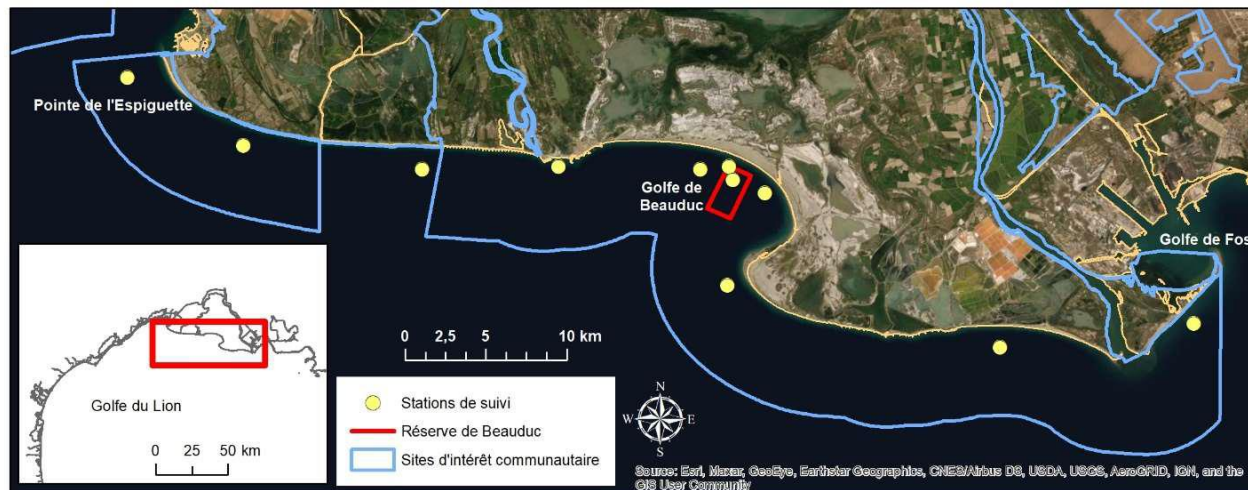 Pointe de l'Espiguette
Golfe de
Beauduc
Golfe de Fos
Golfe du Lion
0 25 50 km
0 2,5 5 10 km
Stations de suivi
Réserve de Beauduc
Sites d'intérêt communautaire
N
W E
S
Source: Esri, Maxar, GeoEye, Earthstar Geographics, CNES/Airbus DS, USDA, USGS, AeroGRID, IGN, and the
GIS User Community